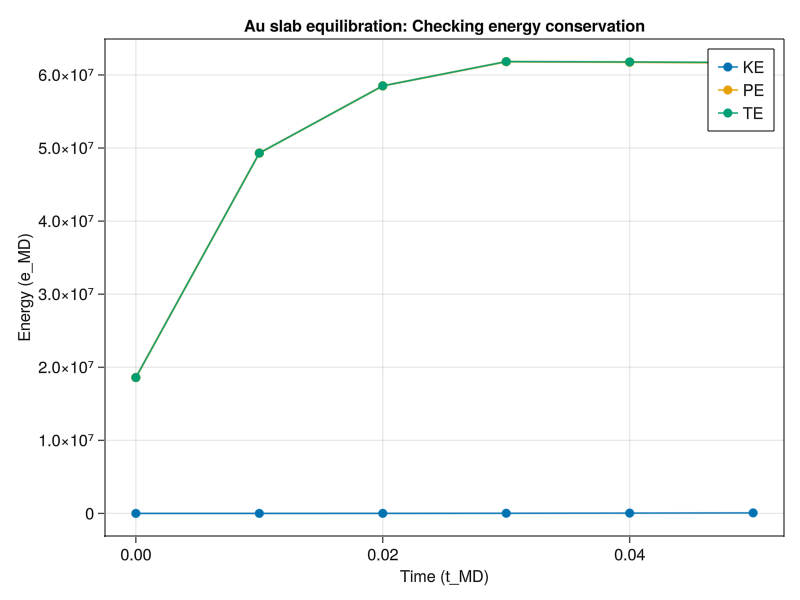 Au slab equilibration: Checking energy conservation
Energy (e_MD)
6.0×10⁷
5.0×10⁷
4.0×10⁷
3.0×10⁷
2.0×10⁷
1.0×10⁷
0
KE
PE
TE
0.00
0.02
0.04
Time (t_MD)